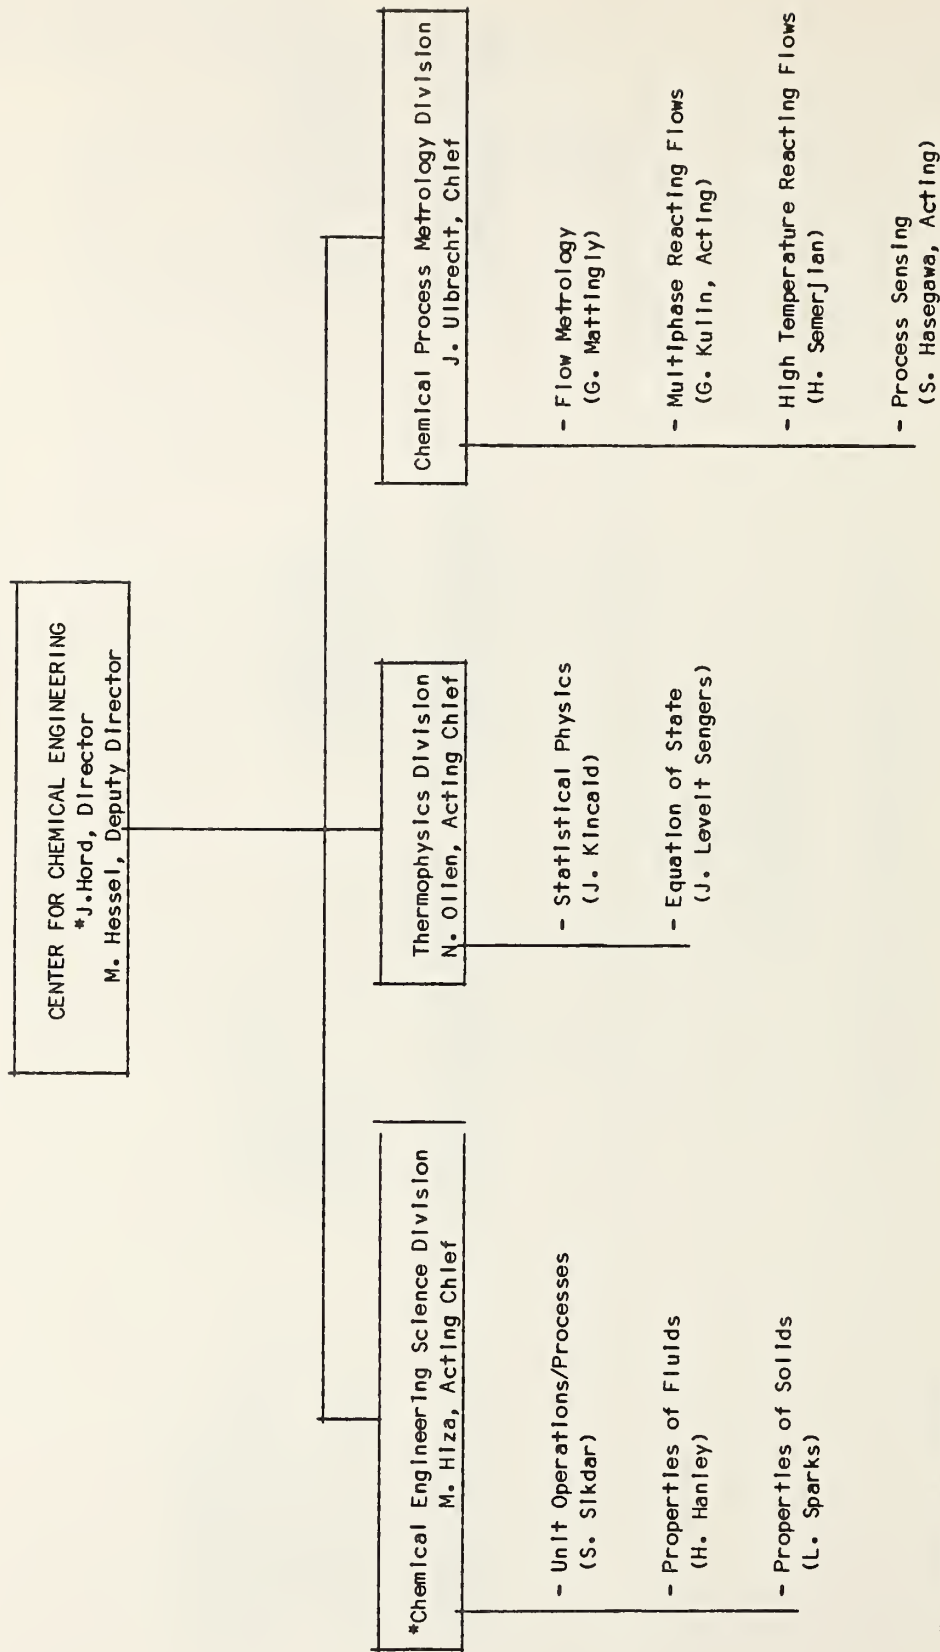 CENTER FOR CHEMICAL ENGINEERING
*J.Hord, Director
M. Hessel, Deputy Director
*Chemical Engineering Science Division
M. Hiza, Acting Chief
- Unit Operations/Processes
(S. Sikdar)
- Properties of Fluids
(H. Hanley)
- Properties of Solids
(L. Sparks)
Thermophysics Division
N. Olien, Acting Chief
- Statistical Physics
(J. Kincaid)
- Equation of State
(J. Levelt Sengers)
Chemical Process Metrology Division
J. Ulbrecht, Chief
- Flow Metrology
(G. Mattingly)
- Multiphase Reacting Flows
(G. Kulin, Acting)
- High Temperature Reacting Flows
(H. Semerjian)
- Process Sensing
(S. Hasegawa, Acting)